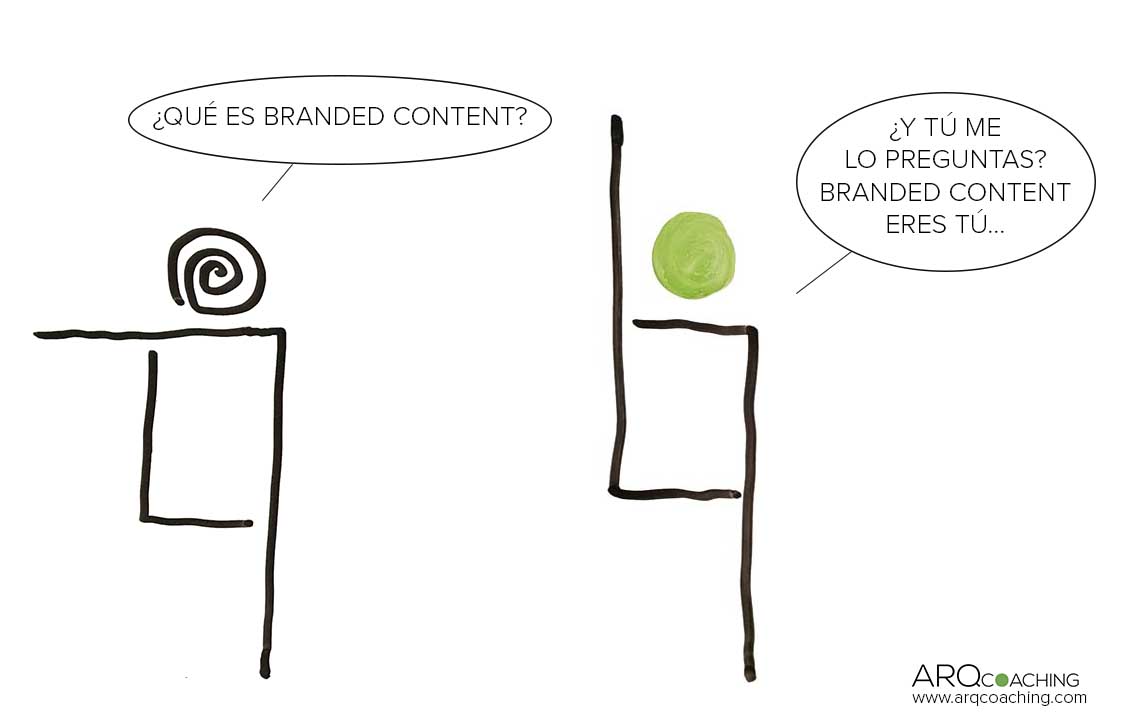 ¿QUÉ ES BRANDED CONTENT?
¿Y TÚ ME
LO PREGUNTAS?
BRANDED CONTENT
ERES TÚ...
ARQCOACHING
www.arqcoaching.com